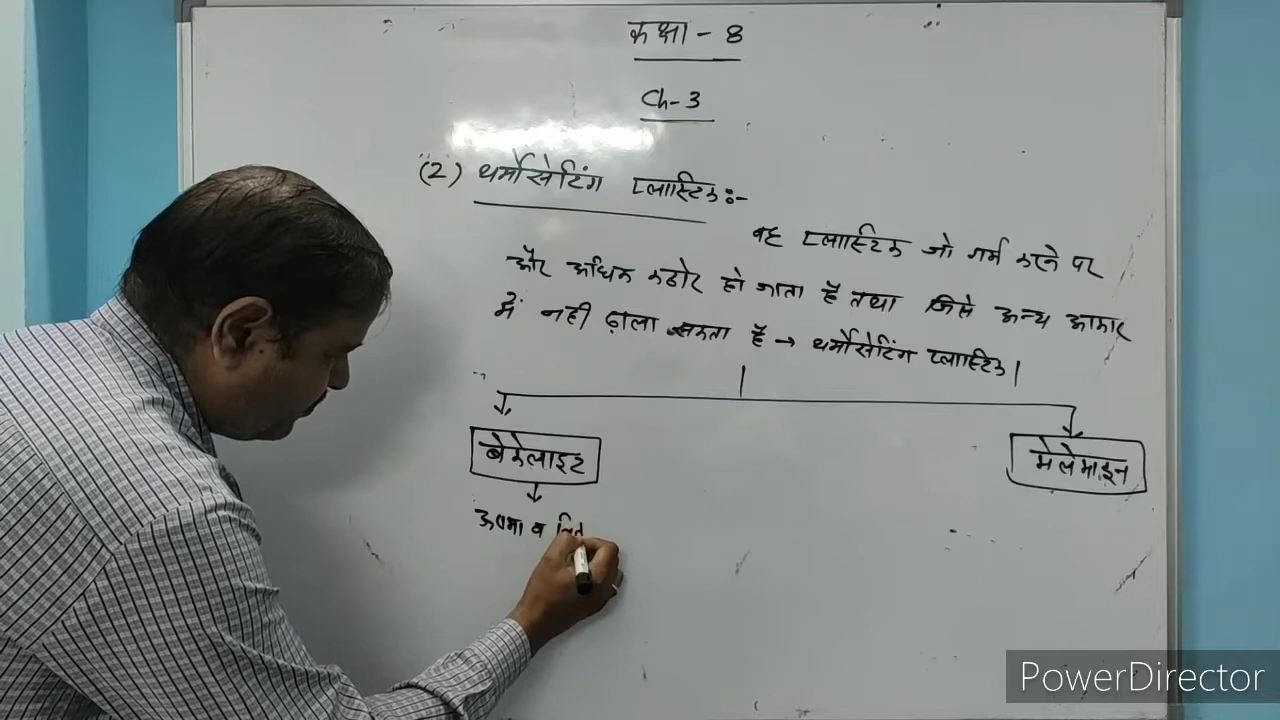 कक्षा - 8
Ch-3
(2) थर्मोसेटिंग प्लास्टिक :-
वह प्लास्टिक जो गर्म करने पर
और अधिक कठोर हो जाता है तथा जिसे अन्य आकार
में नही ढ़ाला सकता है → थर्मोसेटिंग प्लास्टिक।
बेकेलाइट
मेलेमाइन
ऊष्मा व
PowerDirector